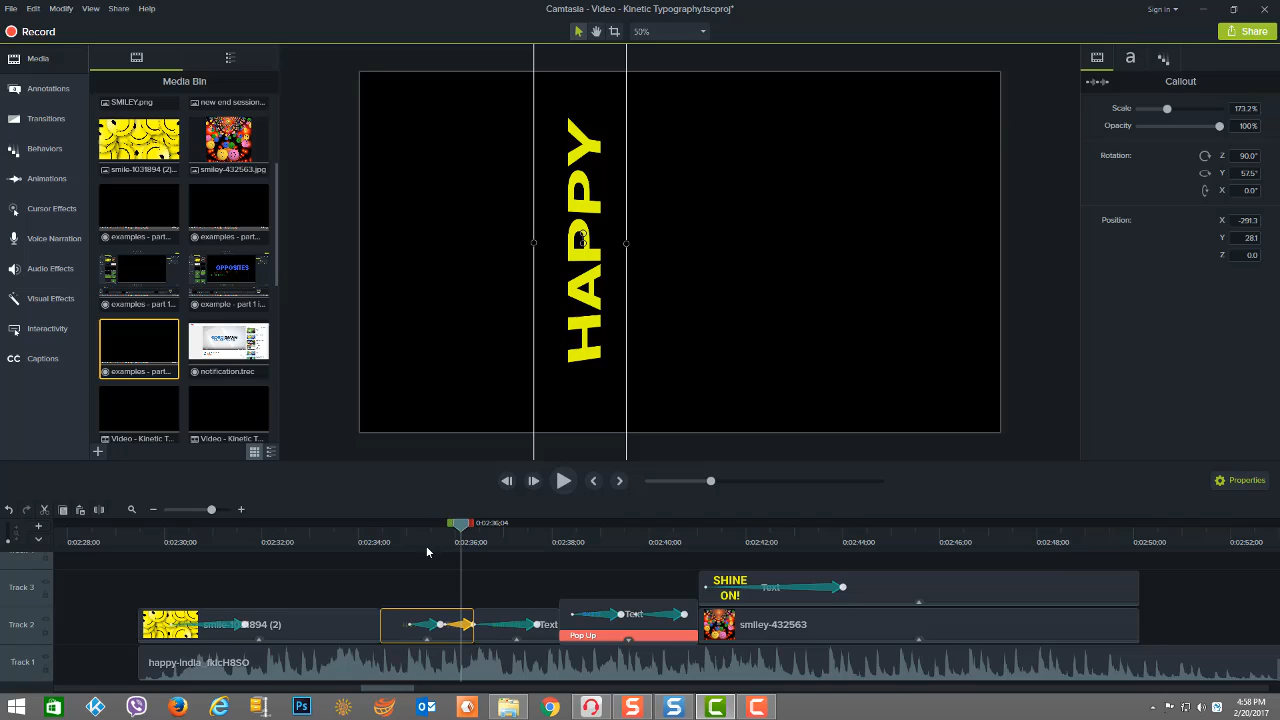 File Edit Modify View Share Help
Camtasia - Video - Kinetic Typography.tscproj*
Sign in
Record
50%
Share
Media
Annotations
Transitions
Behaviors
Animations
Cursor Effects
Voice Narration
Audio Effects
Visual Effects
Interactivity
CC Captions
Media Bin
SMILEY.png
new end session...
smile-1031894 (2)...
smiley-432563.jpg
examples - part...
examples - part...
OPPOSITES
examples - part 1...
example - part 1 i...
examples - part...
notification.trec
Video - Kinetic T...
Video - Kinetic T...
HAPPY
a
Callout
Scale 173.2%
Opacity 100%
Rotation: Z 90.0°
Y 57.5°
X 0.0°
Position: X -291.3
Y 28.1
Z 0.0
Properties
0:02:36;04
0:02:28;00 0:02:30;00 0:02:32;00 0:02:34;00 0:02:36;00 0:02:38;00 0:02:40;00 0:02:42;00 0:02:44;00 0:02:46;00 0:02:48;00 0:02:50;00 0:02:52;00
Track 3
SHINE
ON!
Text
Track 2
smile-1031894 (2)
Text
Text
Pop Up
smiley-432563
Track 1
happy-india_fkIcH8SO
Ps
S
S
C
C
4:58 PM
2/20/2017